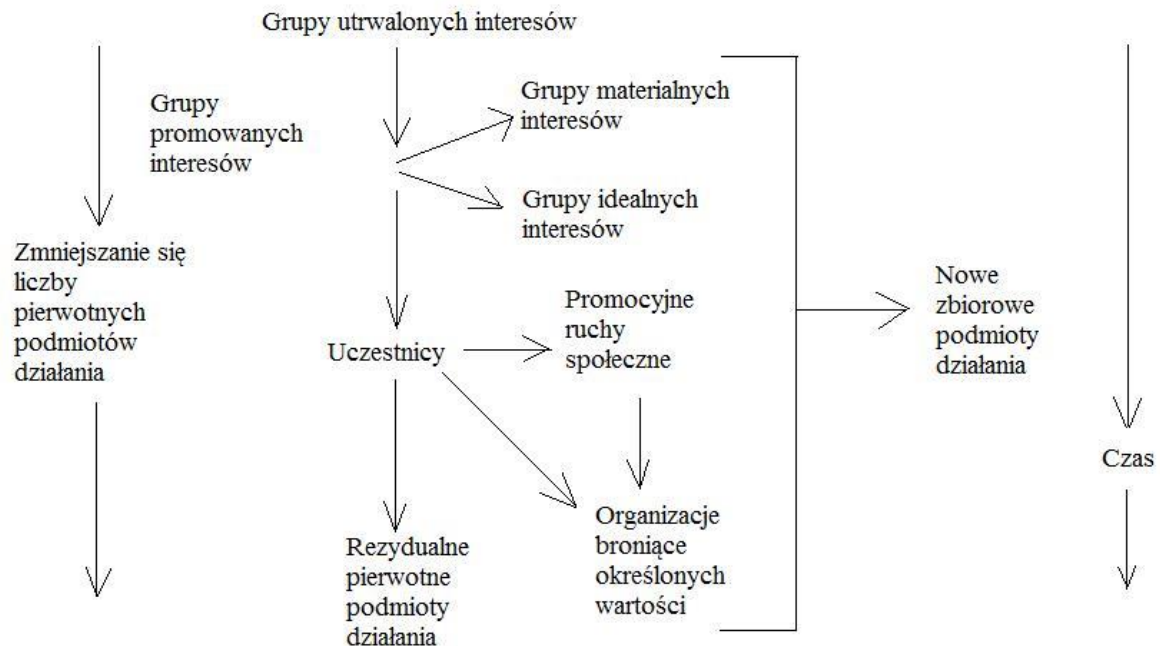 Grupy utrwalonych interesów
Grupy
promowanych
interesów
Grupy materialnych
interesów
Grupy idealnych
interesów
Zmniejszanie się
liczby
pierwotnych
podmiotów
działania
Uczestnicy
Promocyjne
ruchy
społeczne
Nowe
zbiorowe
podmioty
działania
Czas
Rezydualne
pierwotne
podmioty
działania
Organizacje
broniące
określonych
wartości